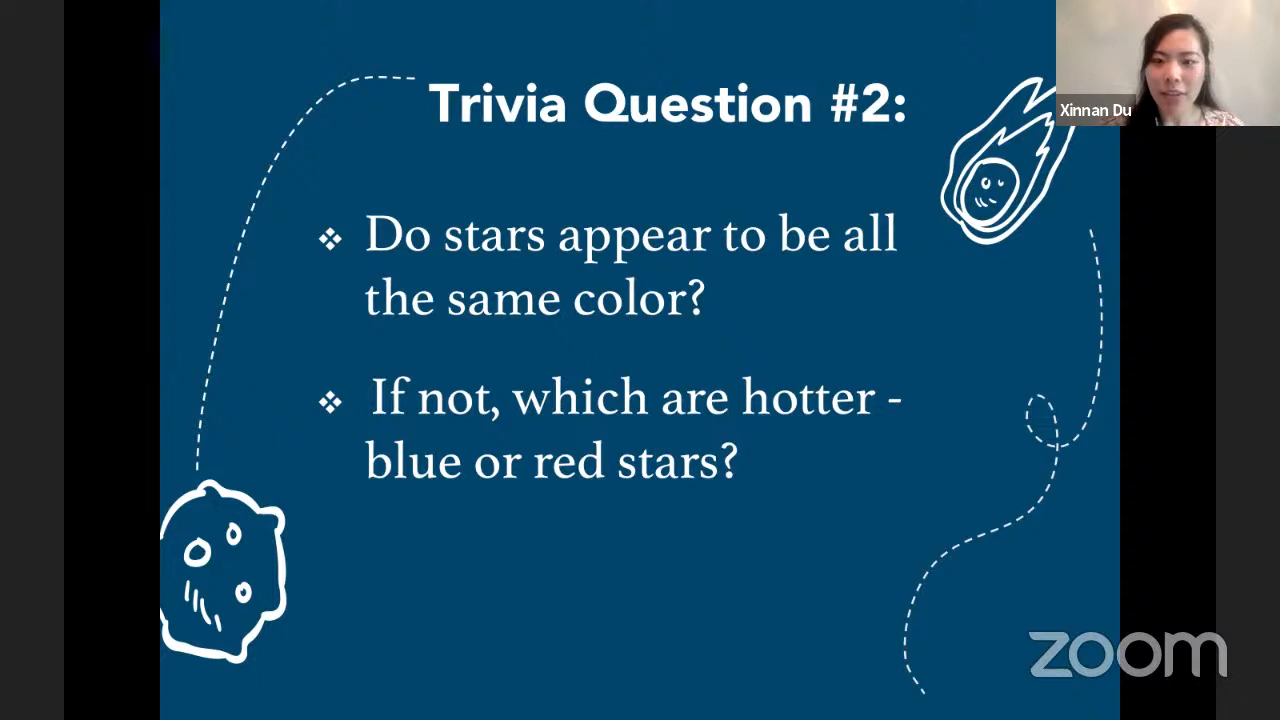 Trivia Question #2:
Xinnan Du
❖ Do stars appear to be all
the same color?
❖ If not, which are hotter -
blue or red stars?
zoom